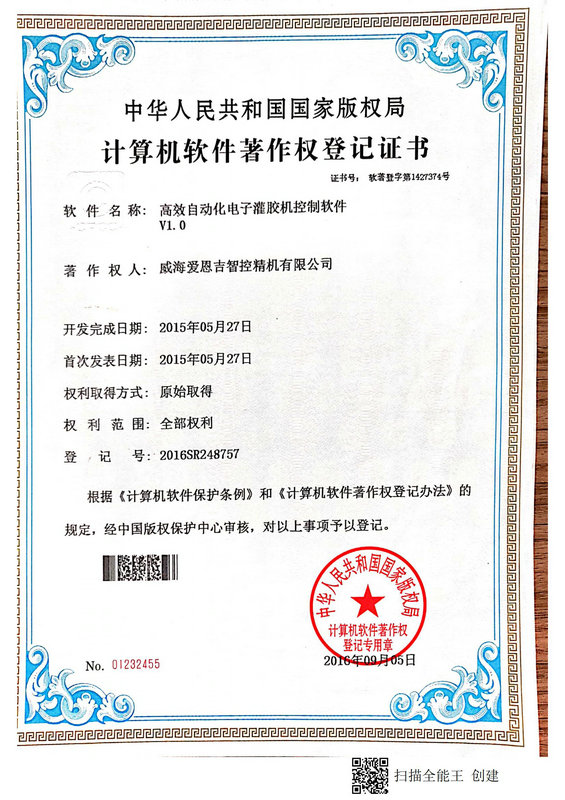 中华人民共和国国家版权局
计算机软件著作权登记证书
证书号： 软著登字第1427374号
软件名称： 高效自动化电子灌胶机控制软件
V1.0
著作权人： 威海爱恩吉智控精机有限公司
开发完成日期： 2015年05月27日
首次发表日期： 2015年05月27日
权利取得方式： 原始取得
权利范围： 全部权利
登记号： 2016SR248757
根据《计算机软件保护条例》和《计算机软件著作权登记办法》的
规定，经中国版权保护中心审核，对以上事项予以登记。
中华人民共和国国家版权局
计算机软件著作权
登记专用章
No. 01232455
2016年09月05日
扫描全能王 创建